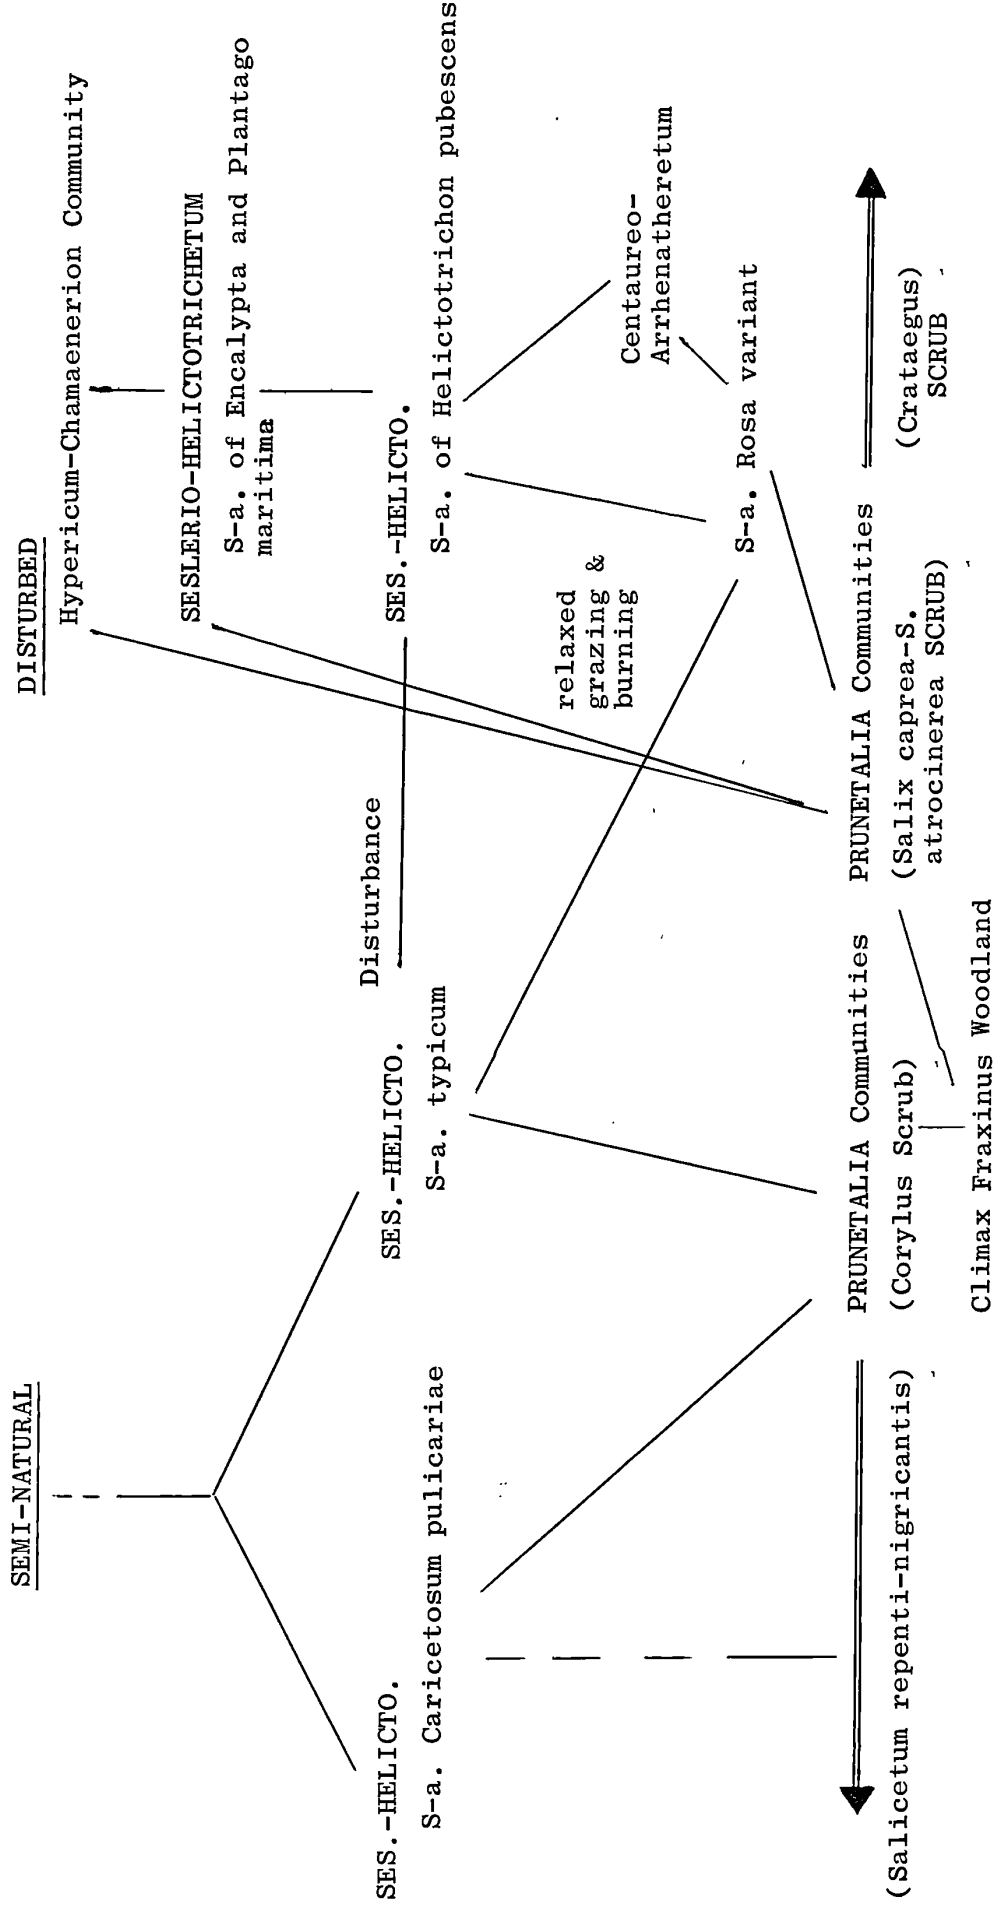 SEMI-NATURAL
DISTURBED
Hypericum-Chamaenerion Community
SESLERIO-HELICTOTRICHETUM
S-a. of Encalypta and Plantago
maritima
Disturbance
SES.-HELICTO.
S-a. Caricetosum pulicariae
SES.-HELICTO.
S-a. typicum
SES.-HELICTO.
S-a. of Helictotrichon pubescens
relaxed
grazing &
burning
Centaureo-
Arrhenatheretum
S-a. Rosa variant
PRUNETALIA Communities
PRUNETALIA Communities
(Salicetum repenti-nigricantis)
(Corylus Scrub)
(Salix caprea-S.
atrocinerea SCRUB)
(Crataegus)
SCRUB
Climax Fraxinus Woodland